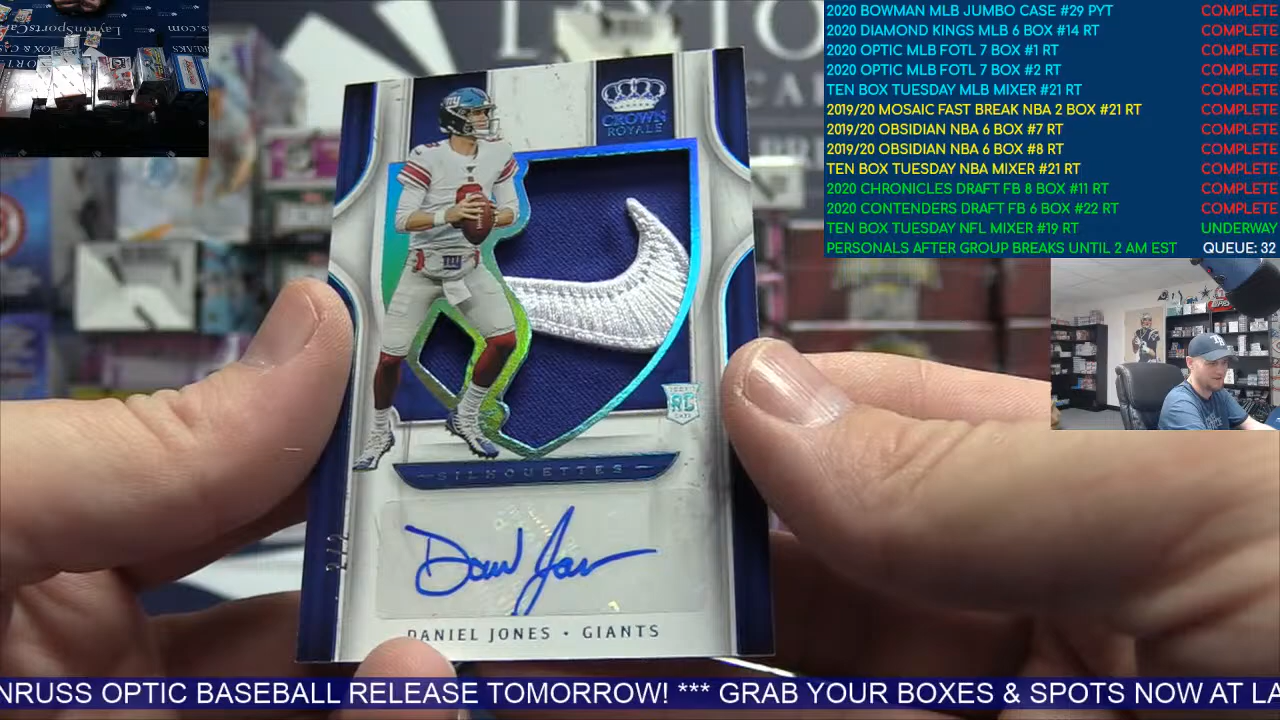 2020 BOWMAN MLB JUMBO CASE #29 PYT COMPLETE
2020 DIAMOND KINGS MLB 6 BOX #14 RT COMPLETE
2020 OPTIC MLB FOTL 7 BOX #1 RT COMPLETE
2020 OPTIC MLB FOTL 7 BOX #2 RT COMPLETE
TEN BOX TUESDAY MLB MIXER #21 RT COMPLETE
2019/20 MOSAIC FAST BREAK NBA 2 BOX #21 RT COMPLETE
2019/20 OBSIDIAN NBA 6 BOX #7 RT COMPLETE
2019/20 OBSIDIAN NBA 6 BOX #8 RT COMPLETE
TEN BOX TUESDAY NBA MIXER #21 RT COMPLETE
2020 CHRONICLES DRAFT FB 8 BOX #11 RT COMPLETE
2020 CONTENDERS DRAFT FB 6 BOX #22 RT COMPLETE
TEN BOX TUESDAY NFL MIXER #19 RT UNDERWAY
PERSONALS AFTER GROUP BREAKS UNTIL 2 AM EST QUEUE: 32
CROWN
ROYALE
RC
SILHOUETTES
2/2
DANIEL JONES • GIANTS
NRUSS OPTIC BASEBALL RELEASE TOMORROW! *** GRAB YOUR BOXES & SPOTS NOW AT LA